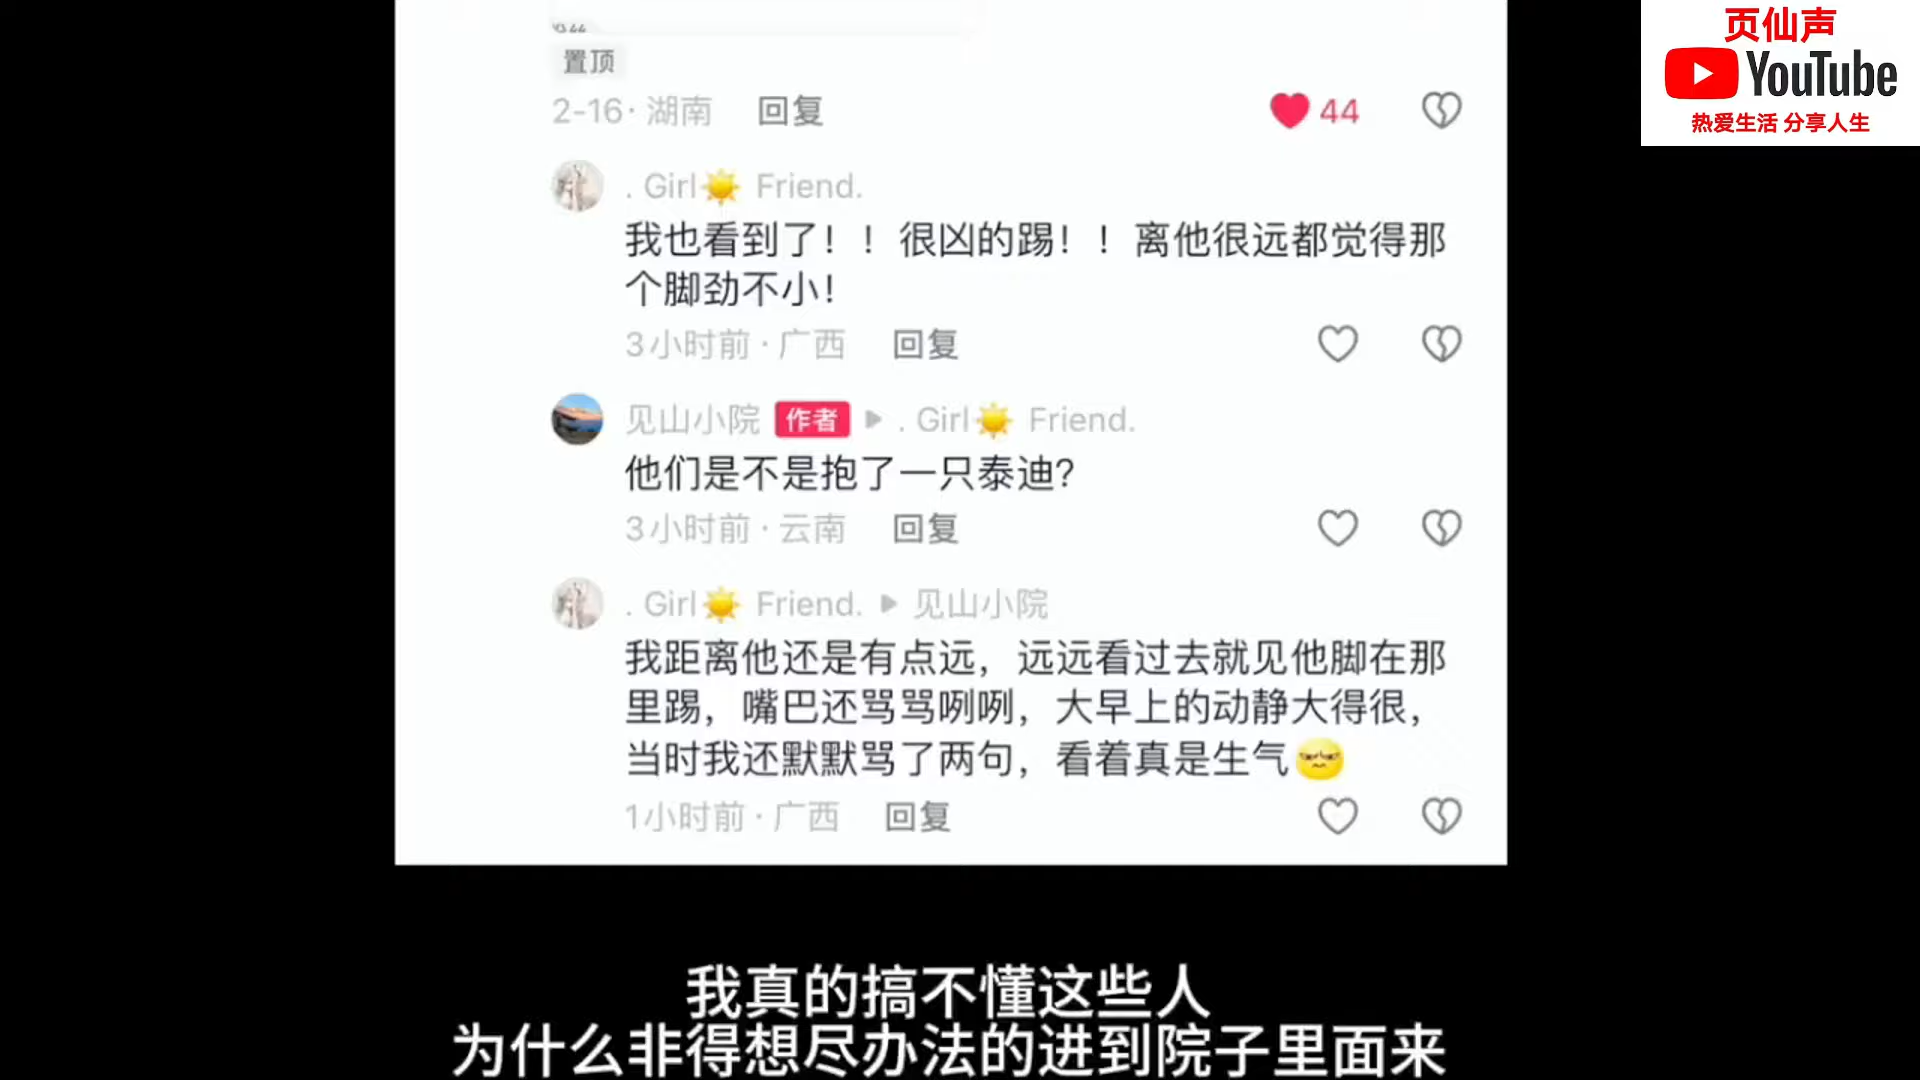 置顶
2-16 · 湖南 回复 44
. Girl☀️ Friend.
我也看到了！！很凶的踢！！离他很远都觉得那
个脚劲不小！
3小时前 · 广西 回复
见山小院 作者 ▶ . Girl☀️ Friend.
他们是不是抱了一只泰迪？
3小时前 · 云南 回复
. Girl☀️ Friend. ▶ 见山小院
我距离他还是有点远，远远看过去就见他脚在那
里踢，嘴巴还骂骂咧咧，大早上的动静大得很，
当时我还默默骂了两句，看着真是生气
1小时前 · 广西 回复
我真的搞不懂这些人
为什么非得想尽办法的进到院子里面来
页仙声
YouTube
热爱生活 分享人生